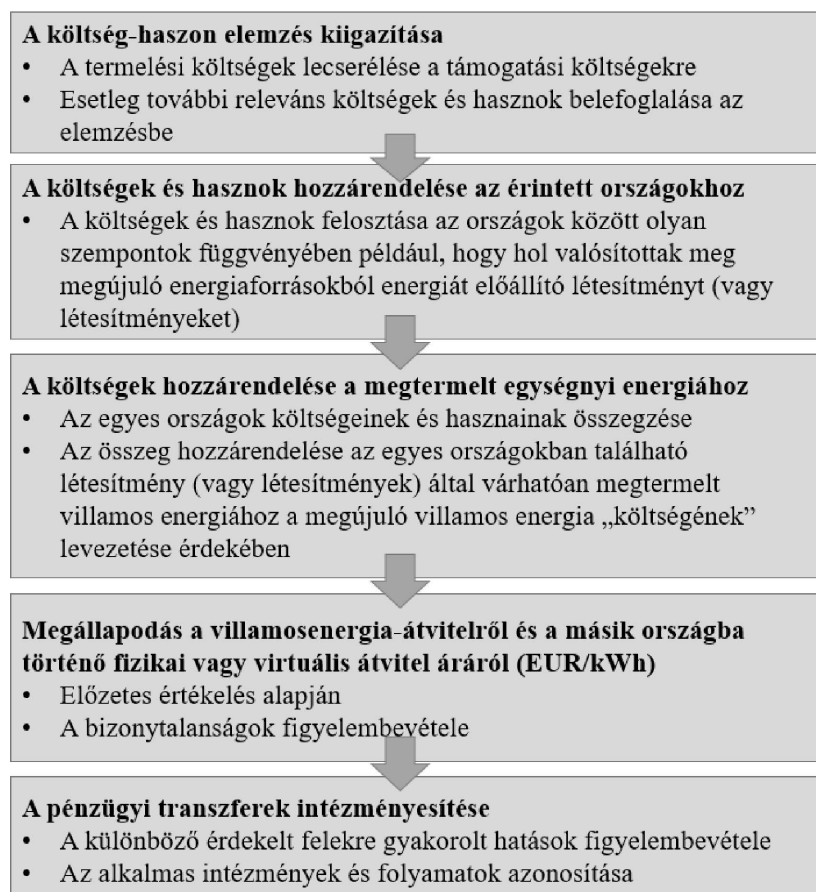 A költség-haszon elemzés kiigazítása
• A termelési költségek lecserélése a támogatási költségekre
• Esetleg további releváns költségek és hasznok belefoglalása az
elemzésbe
A költségek és hasznok hozzárendelése az érintett országokhoz
• A költségek és hasznok felosztása az országok között olyan
szempontok függvényében például, hogy hol valósítottak meg
megújuló energiaforrásokból energiát előállító létesítményt (vagy
létesítményeket)
A költségek hozzárendelése a megtermelt egységnyi energiához
• Az egyes országok költségeinek és hasznainak összegzése
• Az összeg hozzárendelése az egyes országokban található
létesítmény (vagy létesítmények) által várhatóan megtermelt
villamos energiához a megújuló villamos energia „költségének”
levezetése érdekében
Megállapodás a villamosenergia-átvitelről és a másik országba
történő fizikai vagy virtuális átvitel áráról (EUR/kWh)
• Előzetes értékelés alapján
• A bizonytalanságok figyelembevétele
A pénzügyi transzferek intézményesítése
• A különböző érdekelt felekre gyakorolt hatások figyelembevétele
• Az alkalmas intézmények és folyamatok azonosítása